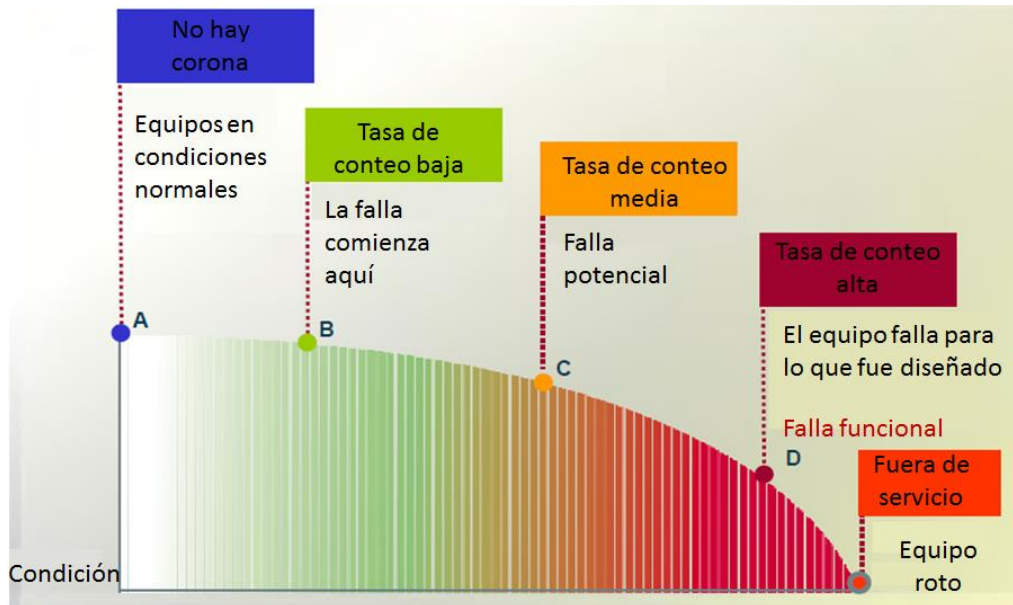 No hay
corona
Equipos en
condiciones
normales
A
Tasa de
conteo baja
La falla
comienza
aquí
B
Tasa de conteo
media
Falla
potencial
C
Tasa de conteo
alta
El equipo falla para
lo que fue diseñado
Falla funcional
D
Fuera de
servicio
Equipo
roto
Condición